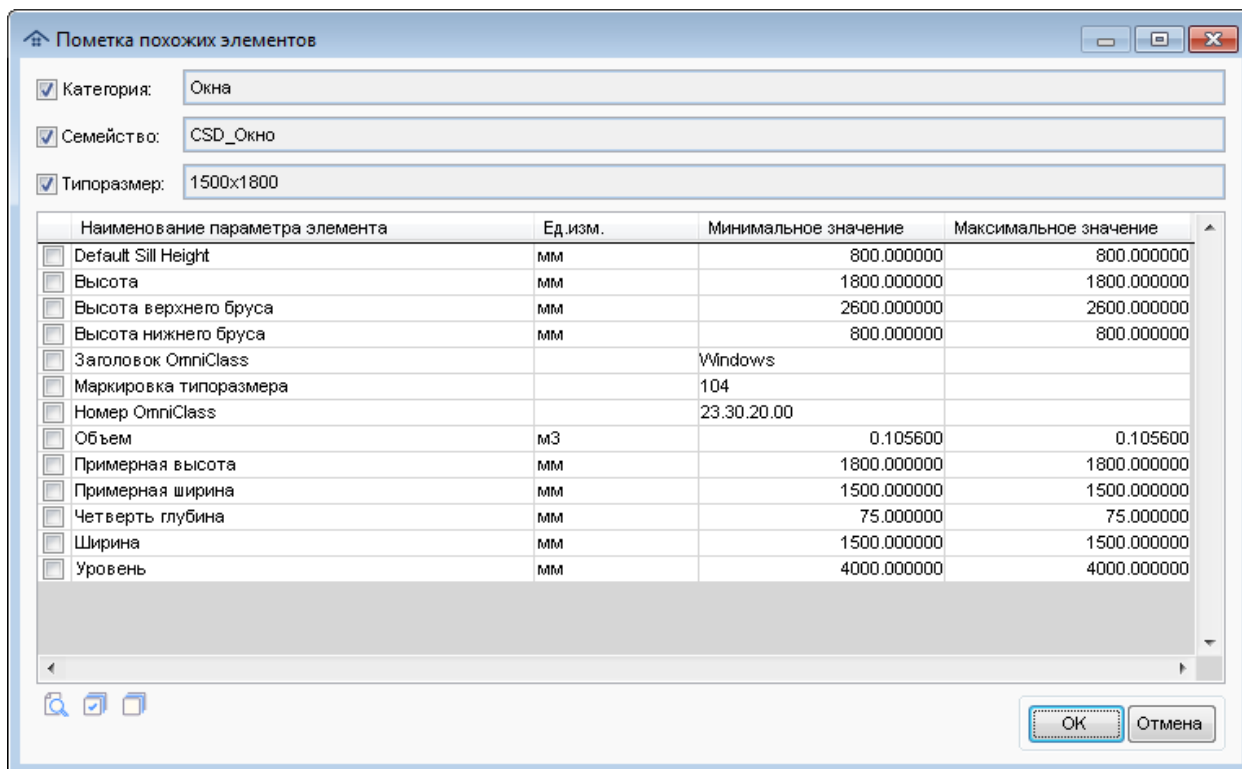 Пометка похожих элементов
Категория: Окна
Семейство: CSD_Окно
Типоразмер: 1500x1800
Наименование параметра элемента Ед.изм. Минимальное значение Максимальное значение
Default Sill Height мм 800.000000 800.000000
Высота мм 1800.000000 1800.000000
Высота верхнего бруса мм 2600.000000 2600.000000
Высота нижнего бруса мм 800.000000 800.000000
Заголовок OmniClass Windows
Маркировка типоразмера 104
Номер OmniClass 23.30.20.00
Объем м3 0.105600 0.105600
Примерная высота мм 1800.000000 1800.000000
Примерная ширина мм 1500.000000 1500.000000
Четверть глубина мм 75.000000 75.000000
Ширина мм 1500.000000 1500.000000
Уровень мм 4000.000000 4000.000000
ОК Отмена